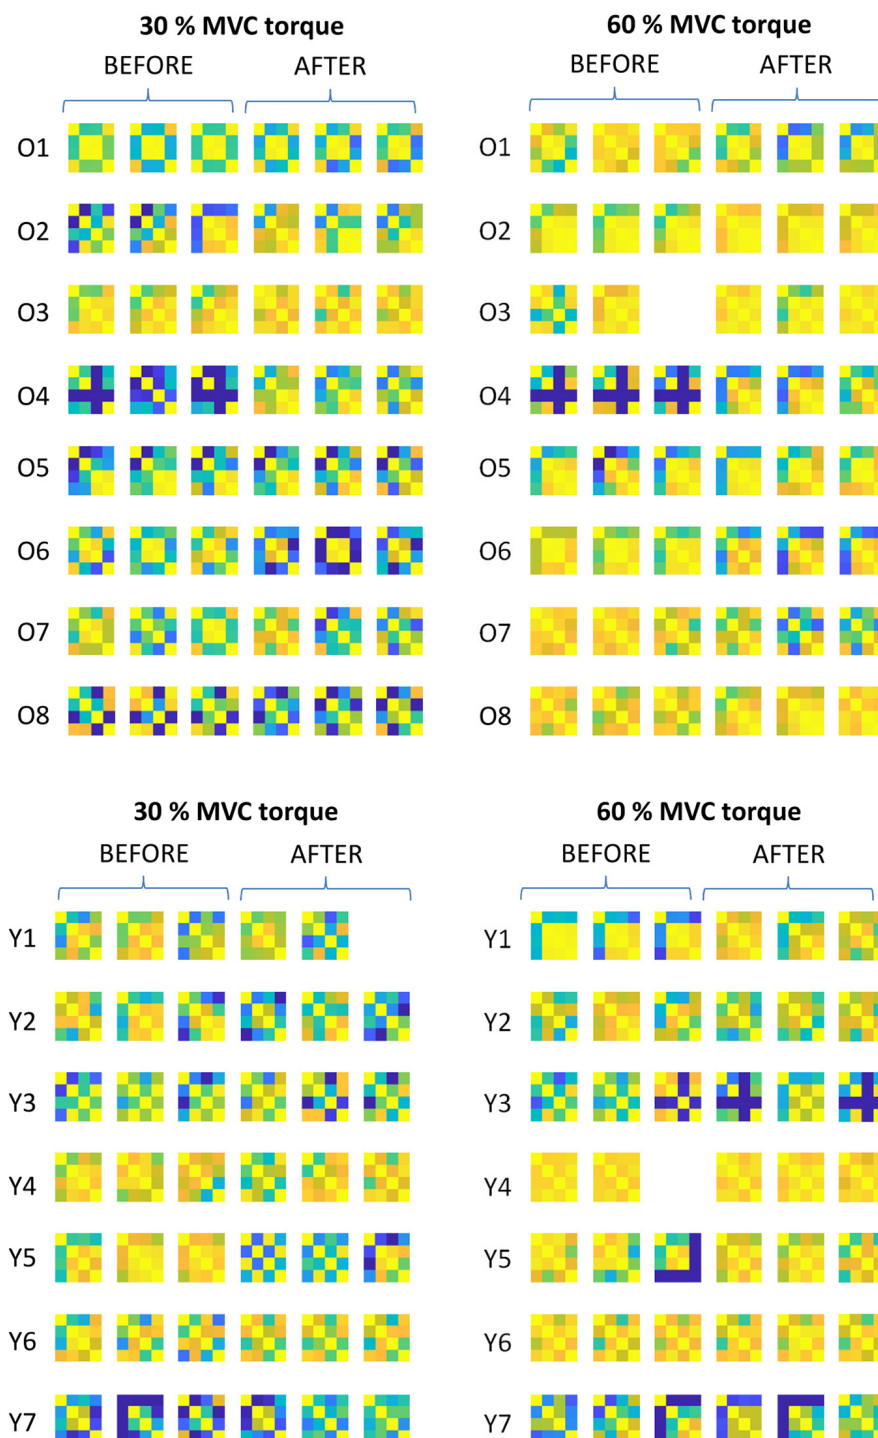 30 % MVC torque 60 % MVC torque
BEFORE AFTER BEFORE AFTER
O1 O1
O2 O2
O3 O3
O4 O4
O5 O5
O6 O6
O7 O7
O8 O8
30 % MVC torque 60 % MVC torque
BEFORE AFTER BEFORE AFTER
Y1 Y1
Y2 Y2
Y3 Y3
Y4 Y4
Y5 Y5
Y6 Y6
Y7 Y7